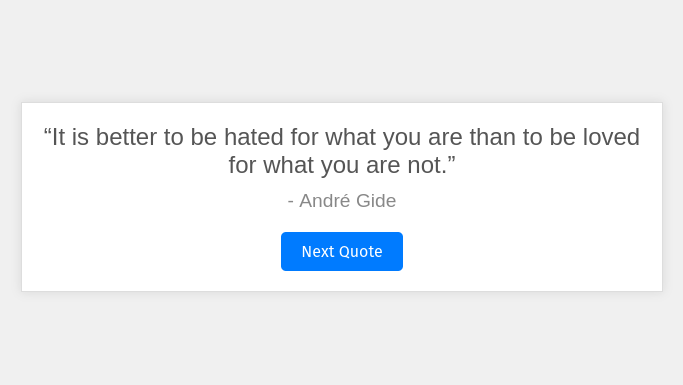 “It is better to be hated for what you are than to be loved
for what you are not.”
- André Gide
Next Quote